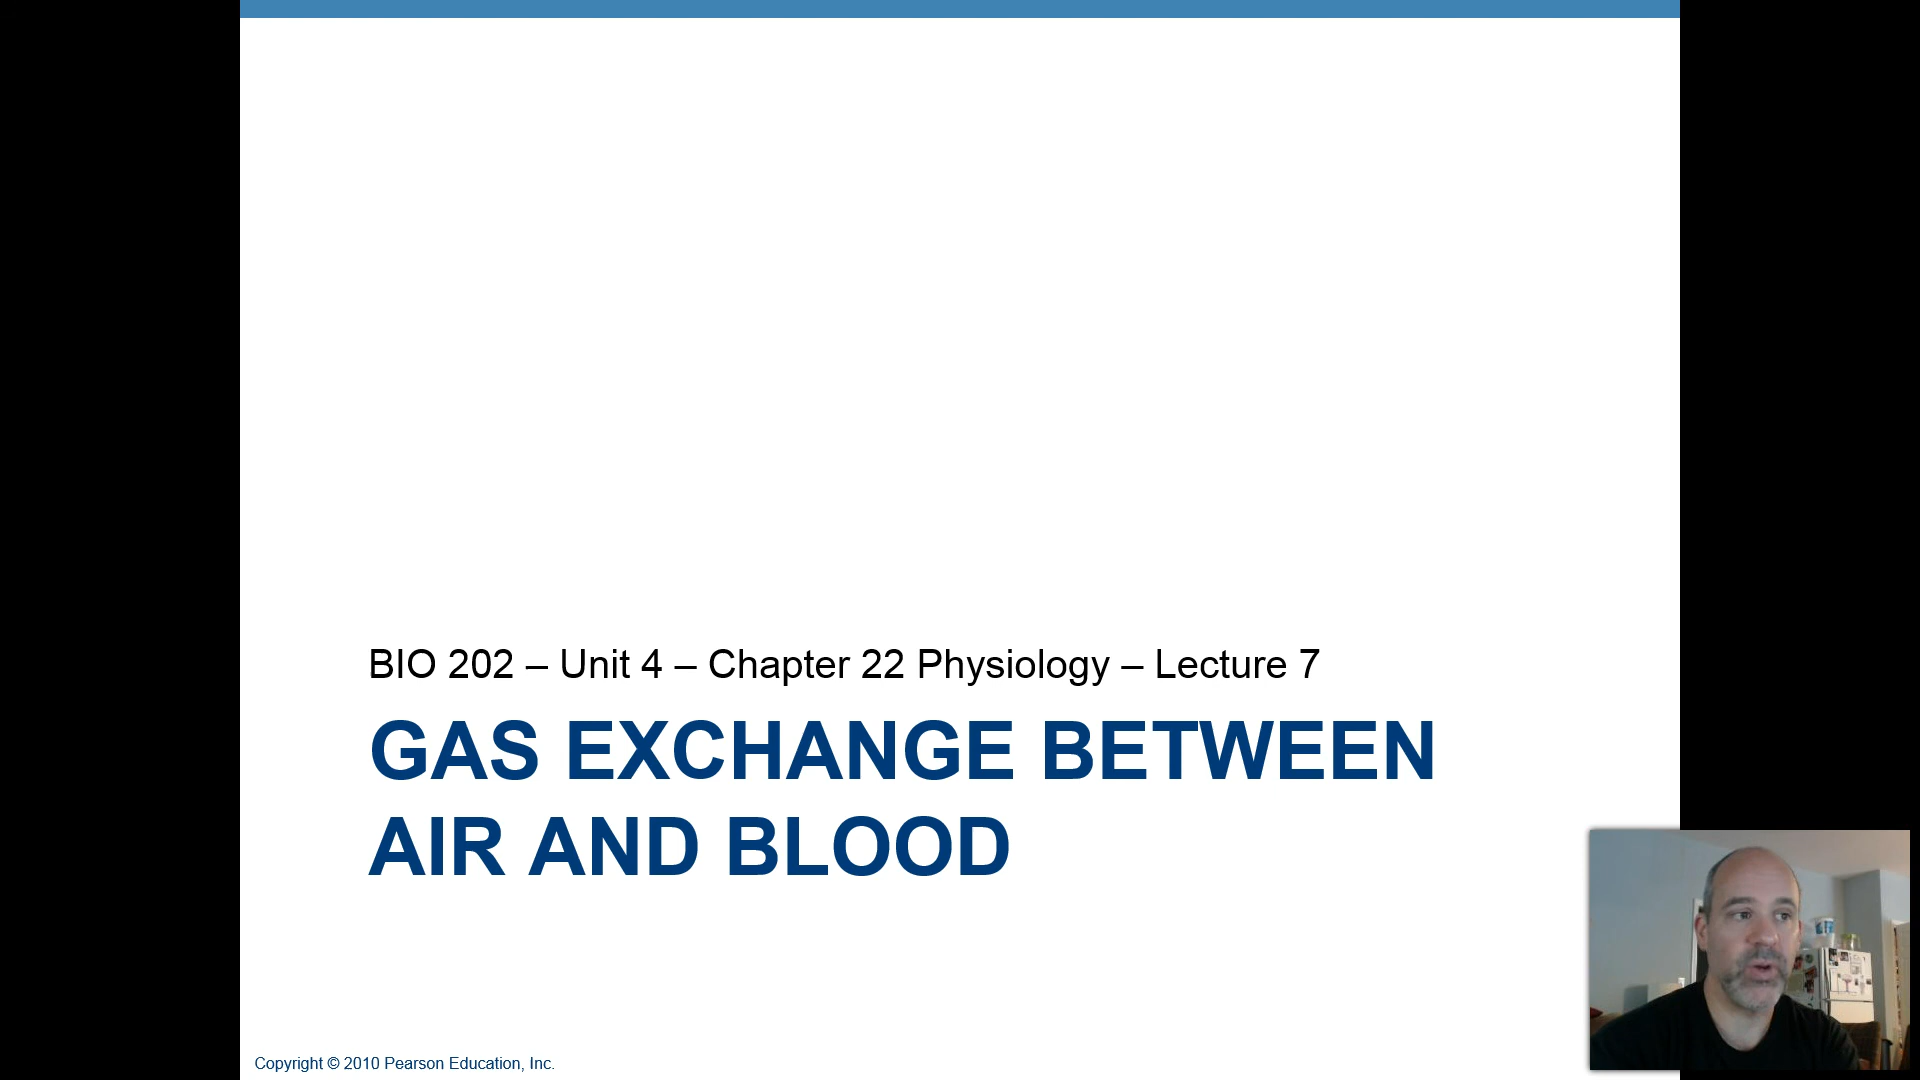 BIO 202 – Unit 4 – Chapter 22 Physiology – Lecture 7
GAS EXCHANGE BETWEEN
AIR AND BLOOD
Copyright © 2010 Pearson Education, Inc.